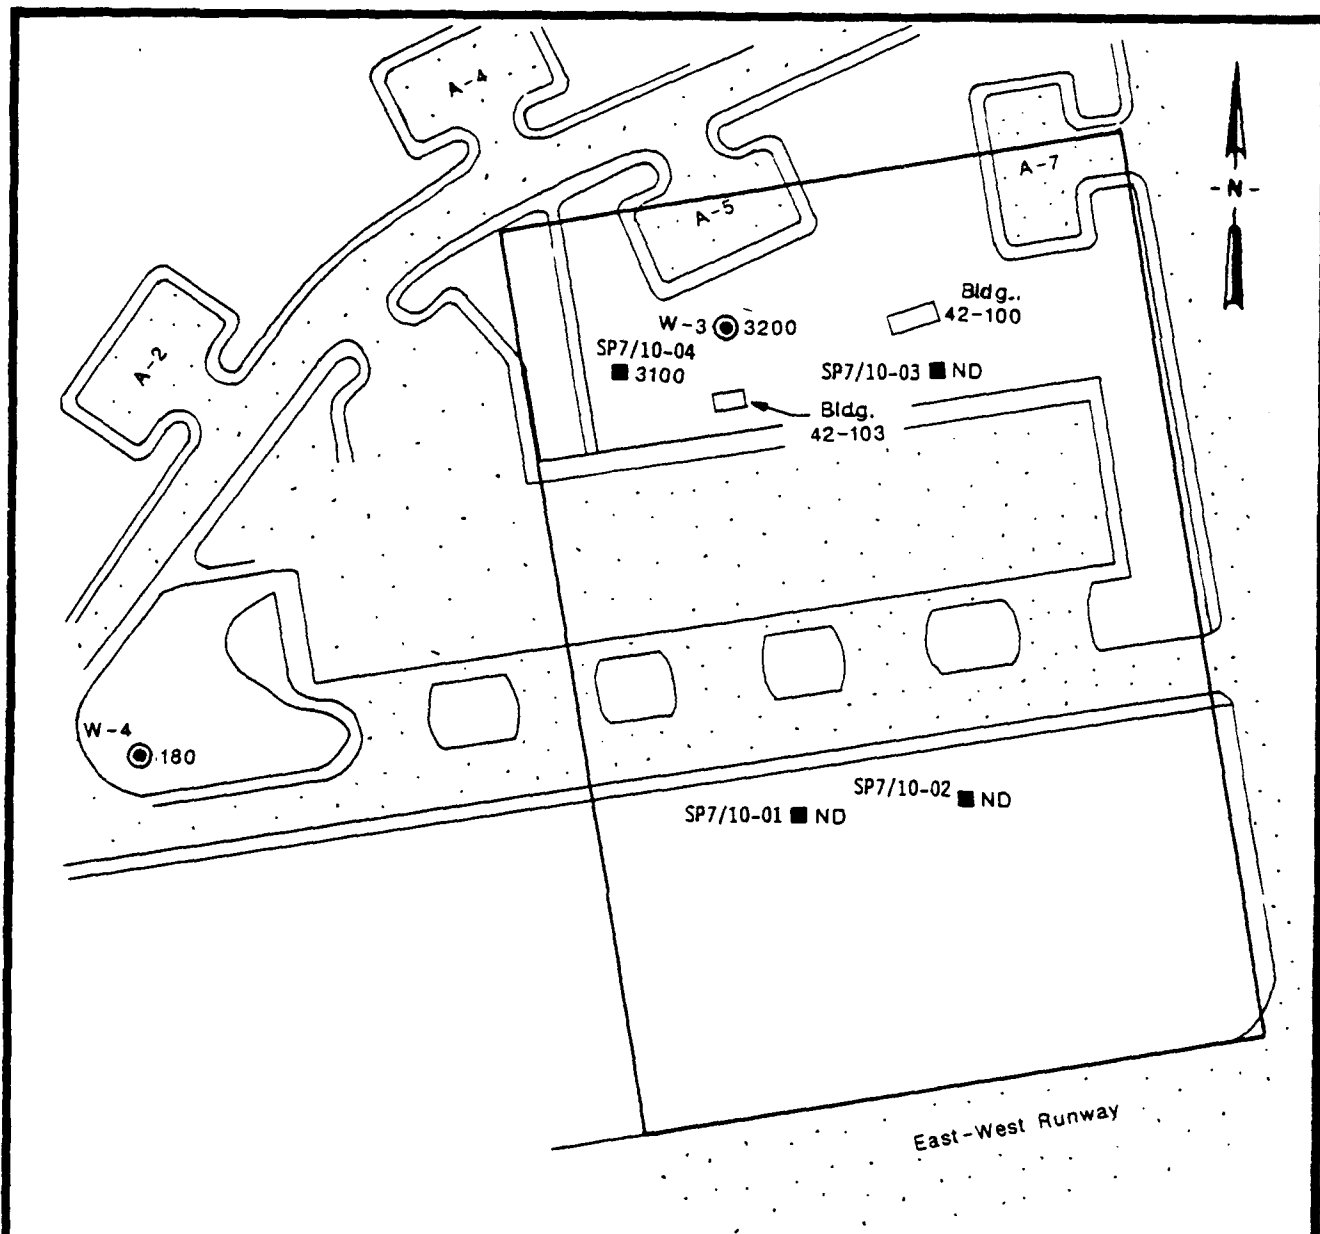 A-4
A-7
-N-
A-5
Bldg.
42-100
W-3 3200
SP7/10-04
3100
SP7/10-03 ND
A-2
Bldg.
42-103
W-4
180
SP7/10-02 ND
SP7/10-01 ND
East-West Runway